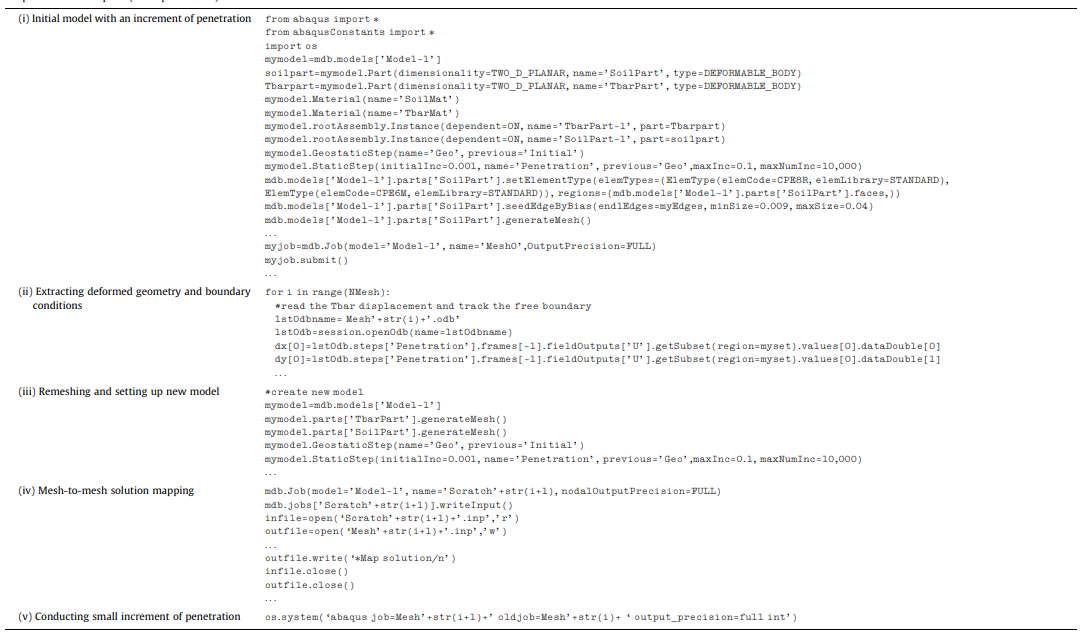 (i) Initial model with an increment of penetration
from abaqus import *
from abaqusConstants import *
import os
mymodel=mdb.models['Model-1']
soilpart=mymodel.Part(dimensionality=TWO_D_PLANAR, name='SoilPart', type=DEFORMABLE_BODY)
Tbarpart=mymodel.Part(dimensionality=TWO_D_PLANAR, name='TbarPart', type=DEFORMABLE_BODY)
mymodel.Material(name='SoilMat')
mymodel.Material(name='TbarMat')
mymodel.rootAssembly.Instance(dependent=ON, name='TbarPart-1', part=Tbarpart)
mymodel.rootAssembly.Instance(dependent=ON, name='SoilPart-1', part=soilpart)
mymodel.GeostaticStep(name='Geo', previous='Initial')
mymodel.StaticStep(initialInc=0.001, name='Penetration', previous='Geo',maxInc=0.1, maxNumInc=10,000)
mdb.models['Model-1'].parts['SoilPart'].setElementType(elemTypes=(ElemType(elemCode=CPE8R, elemLibrary=STANDARD),
ElemType(elemCode=CPE6M, elemLibrary=STANDARD)), regions=(mdb.models['Model-1'].parts['SoilPart'].faces,))
mdb.models['Model-1'].parts['SoilPart'].seedEdgeByBias(end1Edges=myEdges, minSize=0.009, maxSize=0.04)
mdb.models['Model-1'].parts['SoilPart'].generateMesh()
...
myjob=mdb.Job(model='Model-1', name='Mesh0',OutputPrecision=FULL)
myjob.submit()
...
(ii) Extracting deformed geometry and boundary
conditions
for i in range(NMesh):
#read the Tbar displacement and track the free boundary
lstOdbname= Mesh'+str(i)+'.odb'
lstOdb=session.openOdb(name=lstOdbname)
dx[0]=lstOdb.steps['Penetration'].frames[-1].fieldOutputs['U'].getSubset(region=myset).values[0].dataDouble[0]
dy[0]=lstOdb.steps['Penetration'].frames[-1].fieldOutputs['U'].getSubset(region=myset).values[0].dataDouble[1]
...
(iii) Remeshing and setting up new model
#create new model
mymodel=mdb.models['Model-1']
mymodel.parts['TbarPart'].generateMesh()
mymodel.parts['SoilPart'].generateMesh()
mymodel.GeostaticStep(name='Geo', previous='Initial')
mymodel.StaticStep(initialInc=0.001, name='Penetration', previous='Geo',maxInc=0.1, maxNumInc=10,000)
...
(iv) Mesh-to-mesh solution mapping
mdb.Job(model='Model-1', name='Scratch'+str(i+1), nodalOutputPrecision=FULL)
mdb.jobs['Scratch'+str(i+1)].writeInput()
infile=open('Scratch'+str(i+1)+'.inp','r')
outfile=open('Mesh'+str(i+1)+'.inp','w')
...
outfile.write('*Map solution/n')
infile.close()
outfile.close()
...
(v) Conducting small increment of penetration
os.system('abaqus job=Mesh'+str(i+1)+' oldjob=Mesh'+str(i)+ ' output_precision=full int')